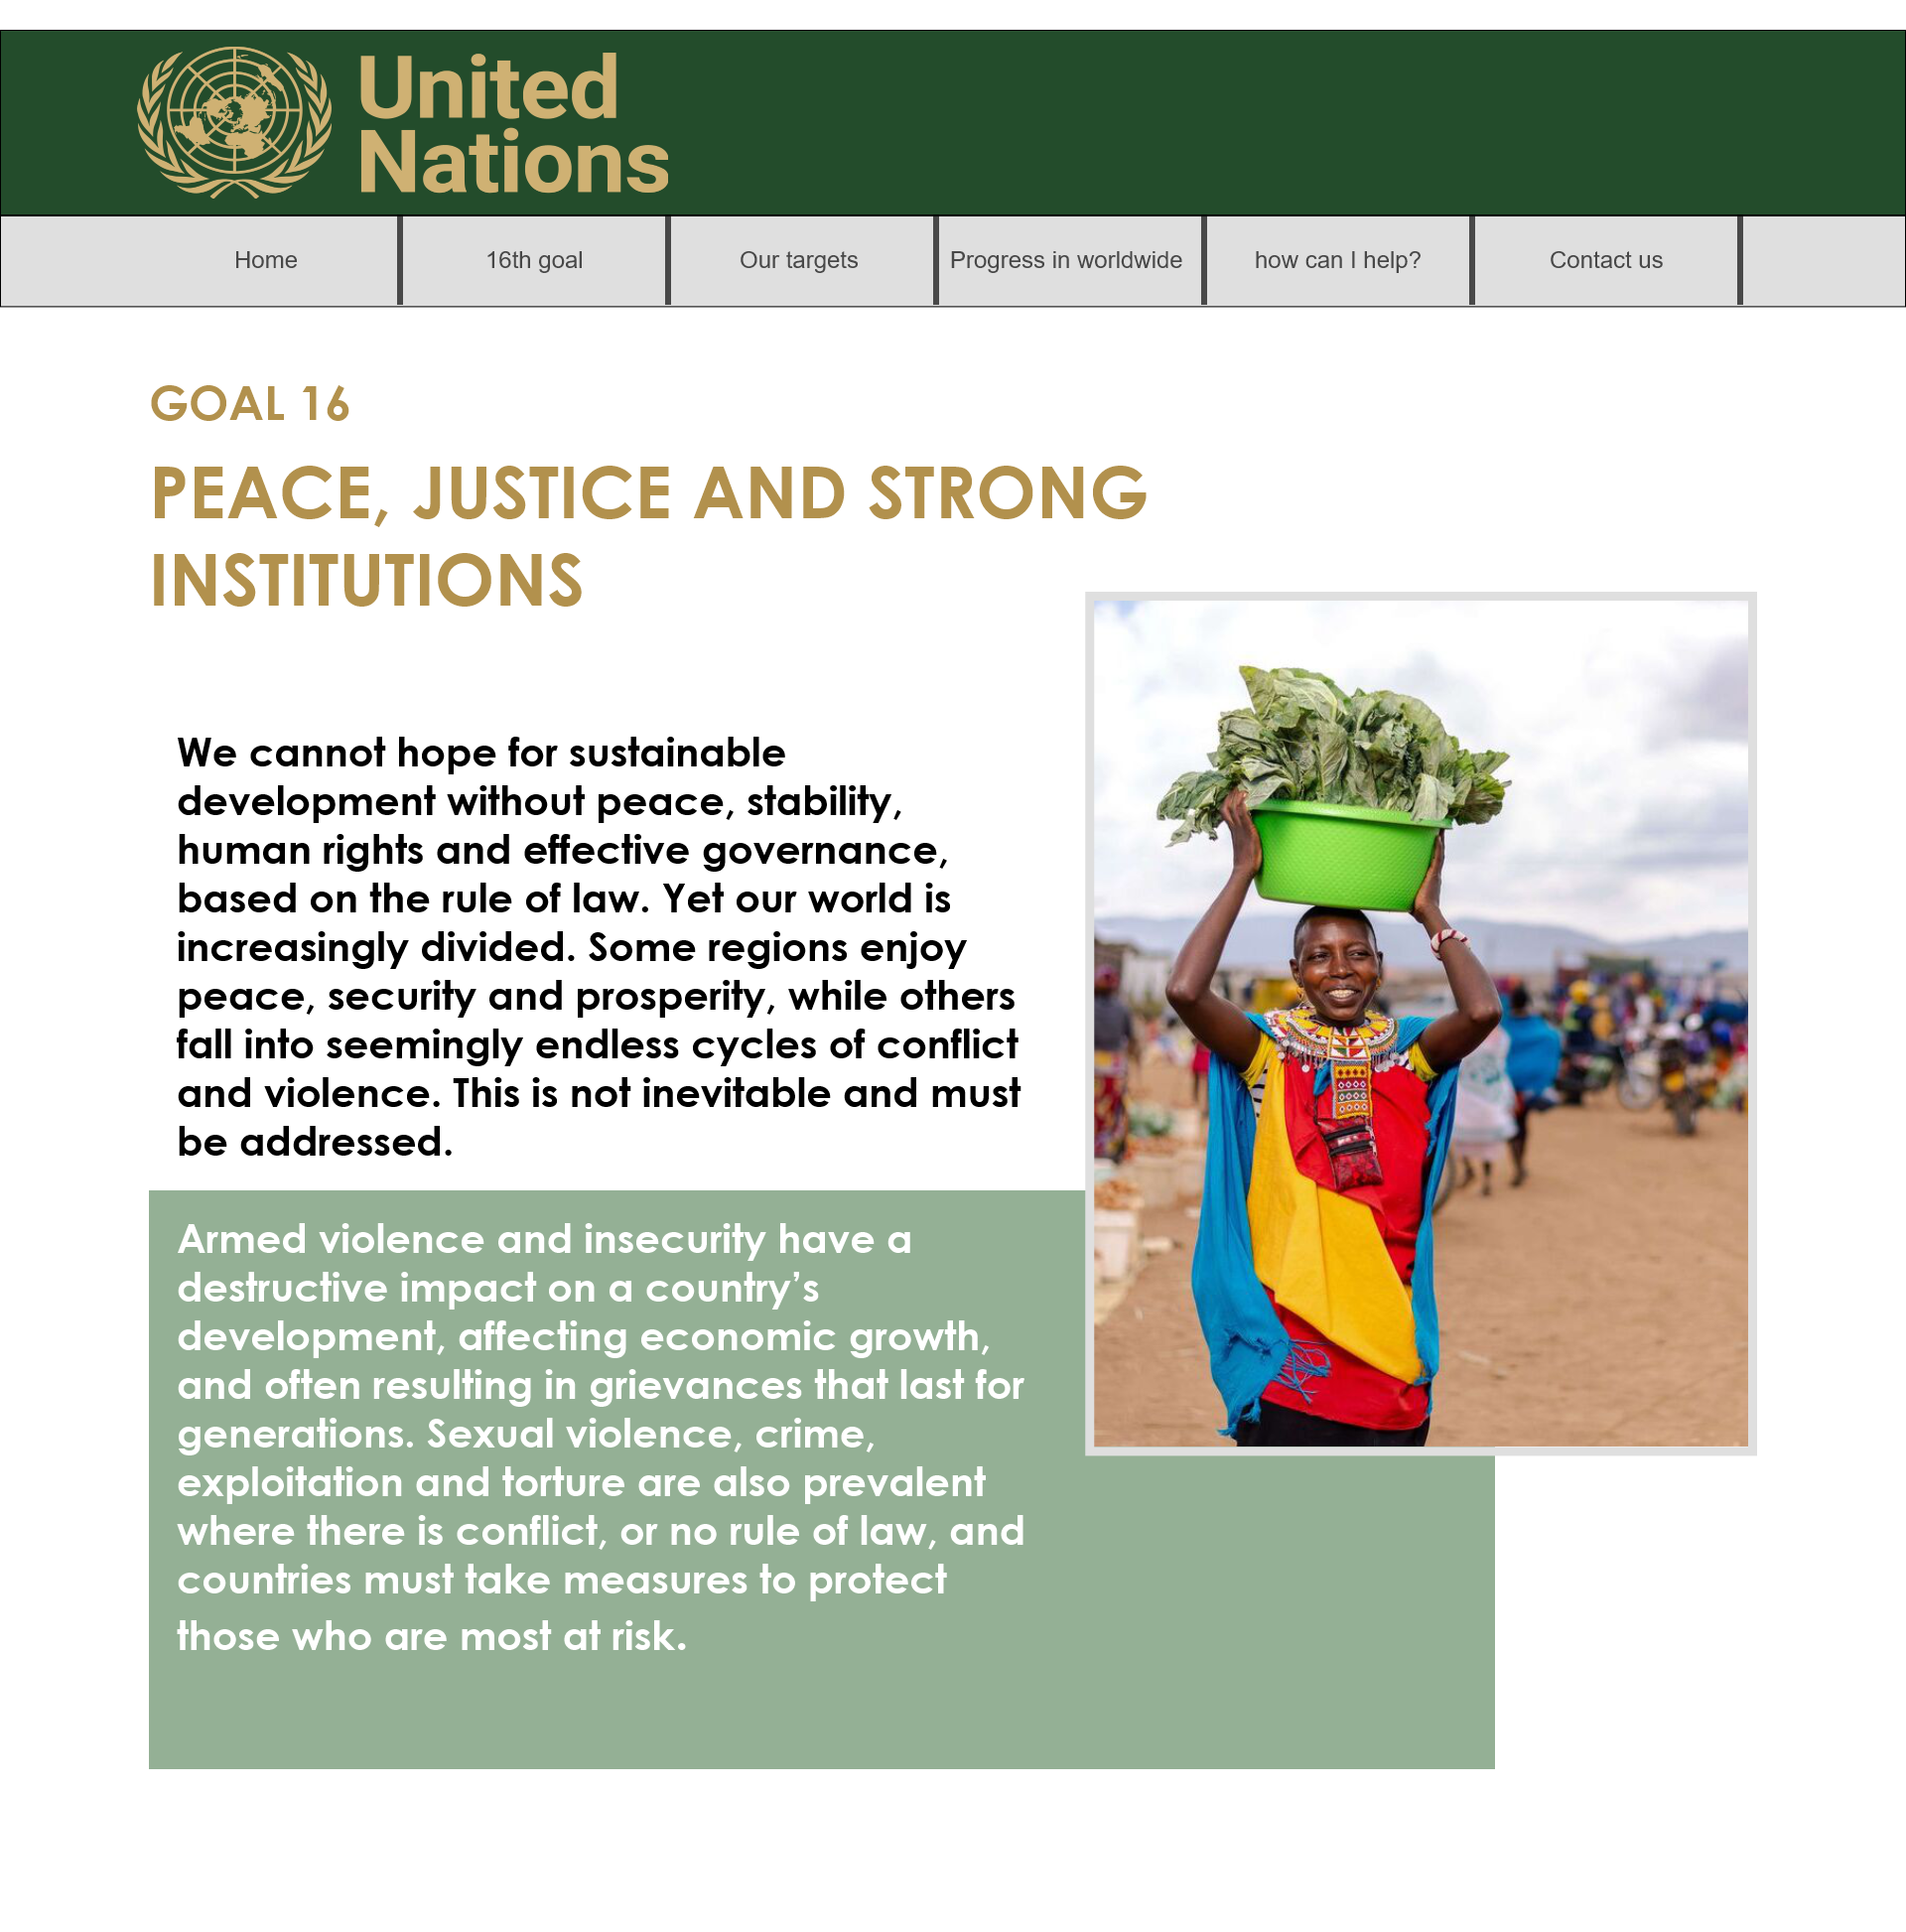 United
Nations
Home
16th goal
Our targets
Progress in worldwide
how can I help?
Contact us
GOAL 16
PEACE, JUSTICE AND STRONG
INSTITUTIONS
We cannot hope for sustainable
development without peace, stability,
human rights and effective governance,
based on the rule of law. Yet our world is
increasingly divided. Some regions enjoy
peace, security and prosperity, while others
fall into seemingly endless cycles of conflict
and violence. This is not inevitable and must
be addressed.
Armed violence and insecurity have a
destructive impact on a country’s
development, affecting economic growth,
and often resulting in grievances that last for
generations. Sexual violence, crime,
exploitation and torture are also prevalent
where there is conflict, or no rule of law, and
countries must take measures to protect
those who are most at risk.